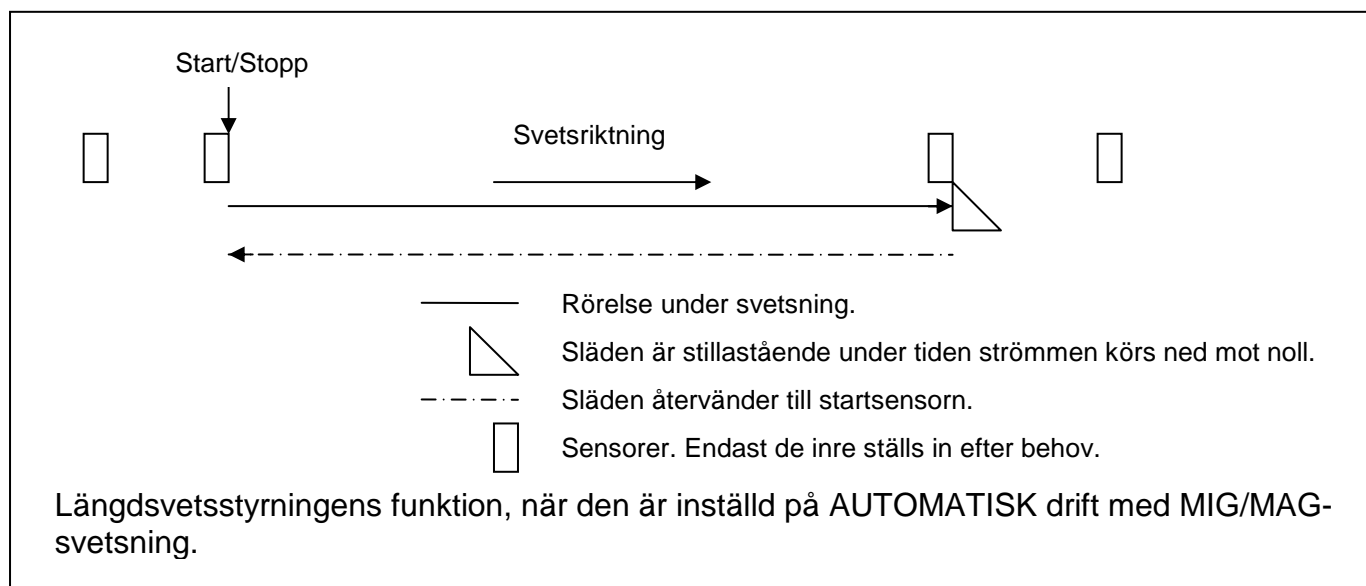 Start/Stopp
Svetsriktning
Rörelse under svetsning.
Släden är stillastående under tiden strömmen körs ned mot noll.
Släden återvänder till startsensorn.
Sensorer. Endast de inre ställs in efter behov.
Längdsvetsstyrningens funktion, när den är inställd på AUTOMATISK drift med MIG/MAG-
svetsning.